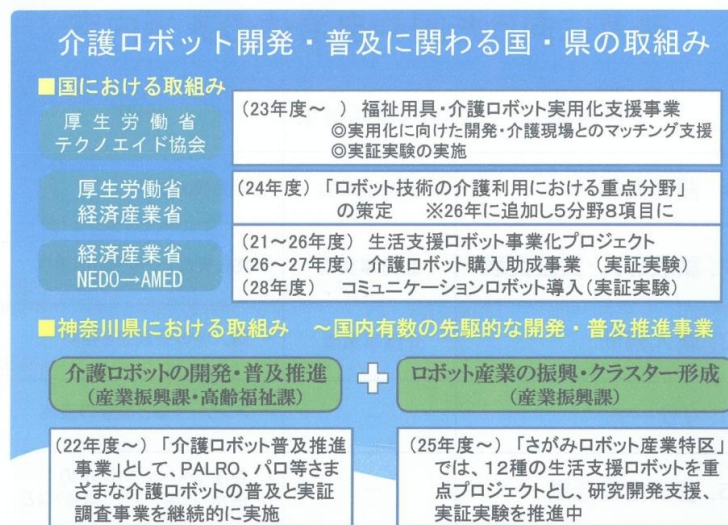 介護ロボット開発・普及に関わる国・県の取組み
■国における取組み
厚生労働省
テクノエイド協会
(23年度～　) 福祉用具・介護ロボット実用化支援事業
◎実用化に向けた開発・介護現場とのマッチング支援
◎実証実験の実施
厚生労働省
経済産業省
(24年度) 「ロボット技術の介護利用における重点分野」
の策定　※26年に追加し5分野8項目に
経済産業省
NEDO→AMED
(21～26年度) 生活支援ロボット事業化プロジェクト
(26～27年度) 介護ロボット購入助成事業 (実証実験)
(28年度) コミュニケーションロボット導入(実証実験)
■神奈川県における取組み　～国内有数の先駆的な開発・普及推進事業
介護ロボットの開発・普及推進
(産業振興課・高齢福祉課)
＋
ロボット産業の振興・クラスター形成
(産業振興課)
(22年度～) 「介護ロボット普及推進
事業」として、PALRO、パロ等さま
ざまな介護ロボットの普及と実証
調査事業を継続的に実施
(25年度～) 「さがみロボット産業特区」
では、12種の生活支援ロボットを重
点プロジェクトとし、研究開発支援、
実証実験を推進中